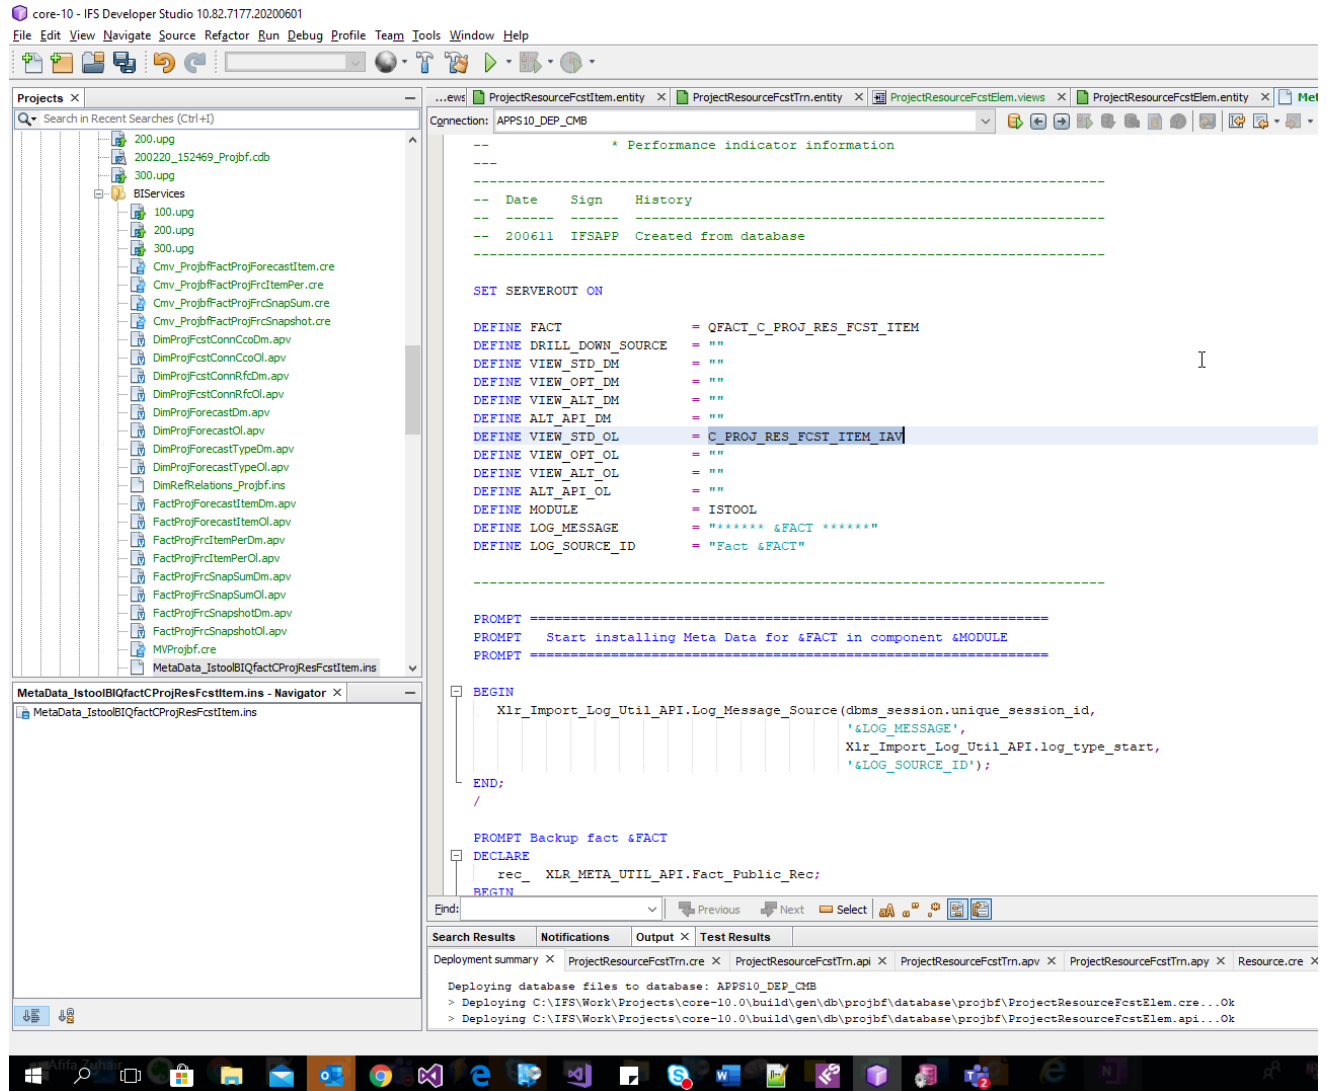 core-10 - IFS Developer Studio 10.82.7177.20200601
File Edit View Navigate Source Refactor Run Debug Profile Team Tools Window Help
Projects
Search in Recent Searches (Ctrl+I)
200.upg
200220_152469_Projbf.cdb
300.upg
BIServices
100.upg
200.upg
300.upg
Cmv_ProjbfFactProjForecastItem.cre
Cmv_ProjbfFactProjFrcItemPer.cre
Cmv_ProjbfFactProjFrcSnapSum.cre
Cmv_ProjbfFactProjFrcSnapshot.cre
DimProjFcstConnCcoDm.apv
DimProjFcstConnCcoOl.apv
DimProjFcstConnRfcDm.apv
DimProjFcstConnRfcOl.apv
DimProjForecastDm.apv
DimProjForecastOl.apv
DimProjForecastTypeDm.apv
DimProjForecastTypeOl.apv
DimRefRelations_Projbf.ins
FactProjForecastItemDm.apv
FactProjForecastItemOl.apv
FactProjFrcItemPerDm.apv
FactProjFrcItemPerOl.apv
FactProjFrcSnapSumDm.apv
FactProjFrcSnapSumOl.apv
FactProjFrcSnapshotDm.apv
FactProjFrcSnapshotOl.apv
MVProjbf.cre
MetaData_IstoolBIQfactCProjResFcstItem.ins
MetaData_IstoolBIQfactCProjResFcstItem.ins - Navigator
MetaData_IstoolBIQfactCProjResFcstItem.ins
...ews ProjectResourceFcstItem.entity ProjectResourceFcstTrn.entity ProjectResourceFcstElem.views ProjectResourceFcstElem.entity Met
Connection: APPS10_DEP_CMB
-- * Performance indicator information
---
-------------------------------------------------------------------------------
-- Date Sign History
-- ------ ------ -----------------------------------------------------------
-- 200611 IFSAPP Created from database
-------------------------------------------------------------------------------
SET SERVEROUT ON
DEFINE FACT = QFACT_C_PROJ_RES_FCST_ITEM
DEFINE DRILL_DOWN_SOURCE = ""
DEFINE VIEW_STD_DM = ""
DEFINE VIEW_OPT_DM = ""
DEFINE VIEW_ALT_DM = ""
DEFINE ALT_API_DM = ""
DEFINE VIEW_STD_OL = C_PROJ_RES_FCST_ITEM_IAV
DEFINE VIEW_OPT_OL = ""
DEFINE VIEW_ALT_OL = ""
DEFINE ALT_API_OL = ""
DEFINE MODULE = ISTOOL
DEFINE LOG_MESSAGE = "****** &FACT ******"
DEFINE LOG_SOURCE_ID = "Fact &FACT"
-------------------------------------------------------------------------------
PROMPT ================================================================
PROMPT Start installing Meta Data for &FACT in component &MODULE
PROMPT ================================================================
BEGIN
Xlr_Import_Log_Util_API.Log_Message_Source(dbms_session.unique_session_id,
'&LOG_MESSAGE',
Xlr_Import_Log_Util_API.log_type_start,
'&LOG_SOURCE_ID');
END;
/
PROMPT Backup fact &FACT
DECLARE
rec_ XLR_META_UTIL_API.Fact_Public_Rec;
BEGIN
Find: Previous Next Select
Search Results Notifications Output Test Results
Deployment summary ProjectResourceFcstTrn.cre ProjectResourceFcstTrn.api ProjectResourceFcstTrn.apv ProjectResourceFcstTrn.apy Resource.cre
Deploying database files to database: APPS10_DEP_CMB
> Deploying C:\IFS\Work\Projects\core-10.0\build\gen\db\projbf\database\projbf\ProjectResourceFcstElem.cre...Ok
> Deploying C:\IFS\Work\Projects\core-10.0\build\gen\db\projbf\database\projbf\ProjectResourceFcstElem.api...Ok
Afifa Zuhair